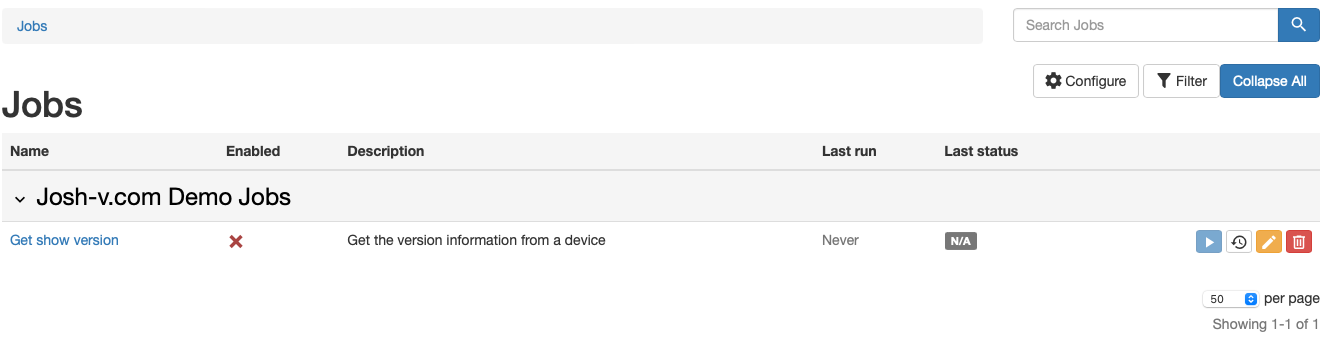 Jobs
Search Jobs
Configure
Filter
Collapse All
Jobs
Name Enabled Description Last run Last status
Josh-v.com Demo Jobs
Get show version Get the version information from a device Never N/A
50 per page
Showing 1-1 of 1